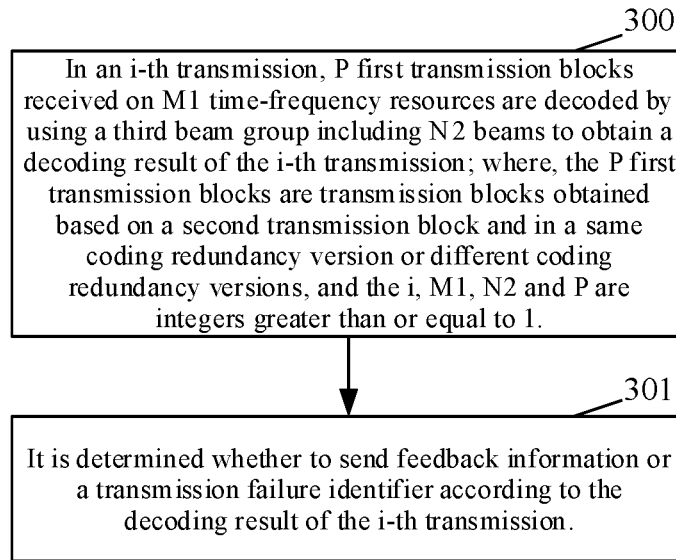 300
In an i-th transmission, P first transmission blocks
received on M1 time-frequency resources are decoded by
using a third beam group including N2 beams to obtain a
decoding result of the i-th transmission; where, the P first
transmission blocks are transmission blocks obtained
based on a second transmission block and in a same
coding redundancy version or different coding
redundancy versions, and the i, M1, N2 and P are
integers greater than or equal to 1.
301
It is determined whether to send feedback information or
a transmission failure identifier according to the
decoding result of the i-th transmission.